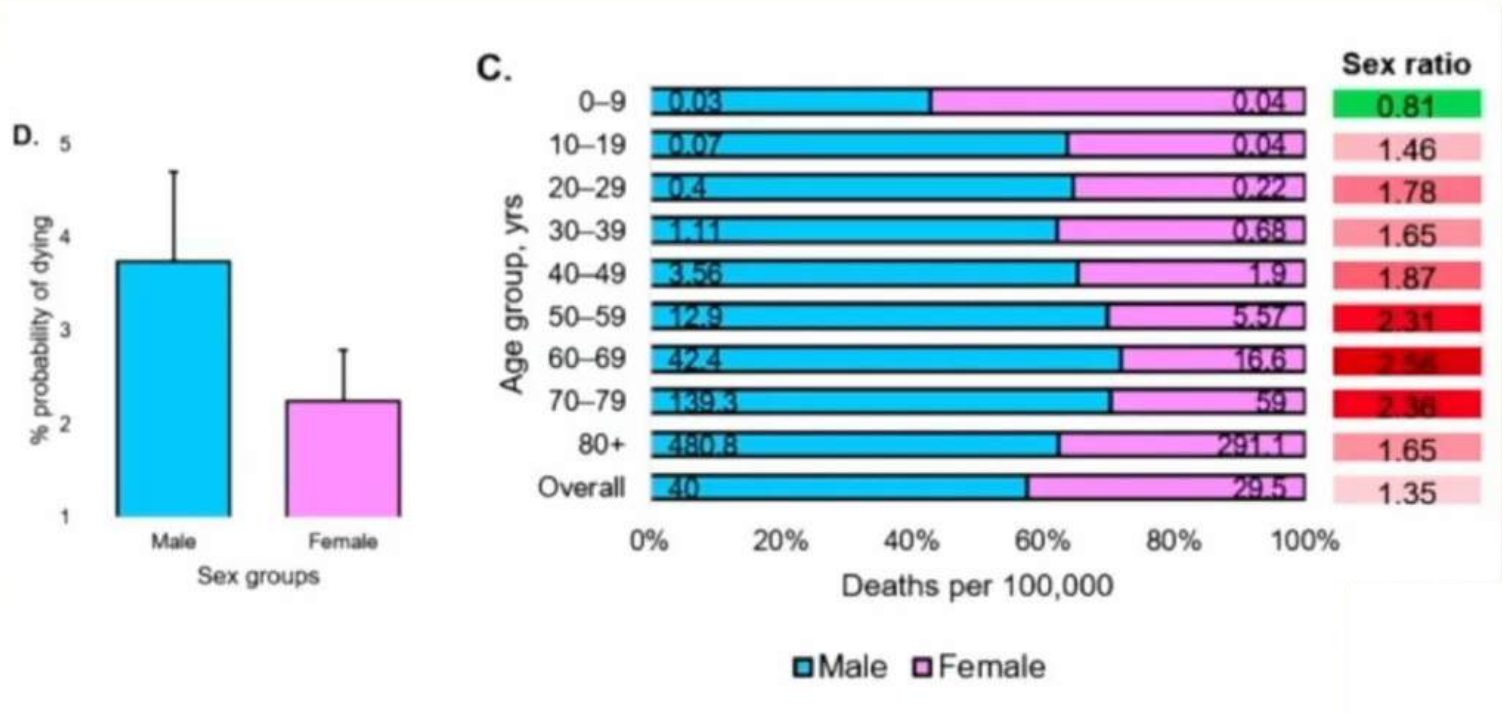 D.
% probability of dying
5
4
3
2
1
Male Female
Sex groups
C.
Sex ratio
Age group, yrs
0–9 0.03 0.04 0.81
10–19 0.07 0.04 1.46
20–29 0.4 0.22 1.78
30–39 1.11 0.68 1.65
40–49 3.56 1.9 1.87
50–59 12.9 5.57 2.31
60–69 42.4 16.6 2.56
70–79 139.3 59 2.36
80+ 480.8 291.1 1.65
Overall 40 29.5 1.35
0% 20% 40% 60% 80% 100%
Deaths per 100,000
Male Female